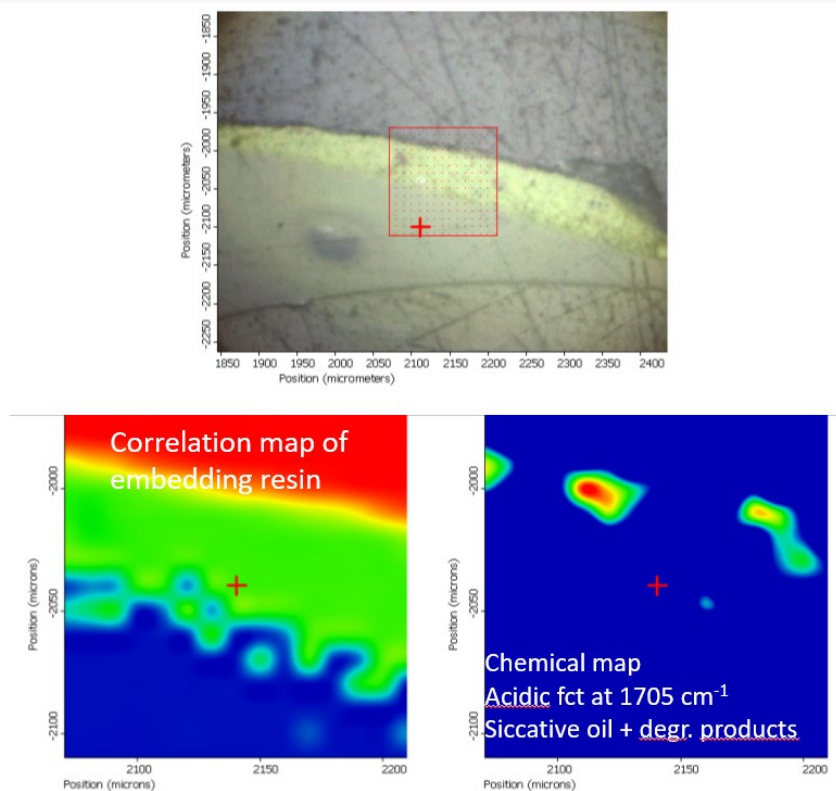 -1850
-1900
-1950
-2000
-2050
-2100
-2150
-2200
-2250
Position (micrometers)
1850 1900 1950 2000 2050 2100 2150 2200 2250 2300 2350 2400
Position (micrometers)
Correlation map of
embedding resin
-2000
-2050
-2100
Position (microns)
2100 2150 2200
Position (microns)
-2000
-2050
-2100
Position (microns)
Chemical map
Acidic fct at 1705 cm-1
Siccative oil + degr. products
2100 2150 2200
Position (microns)